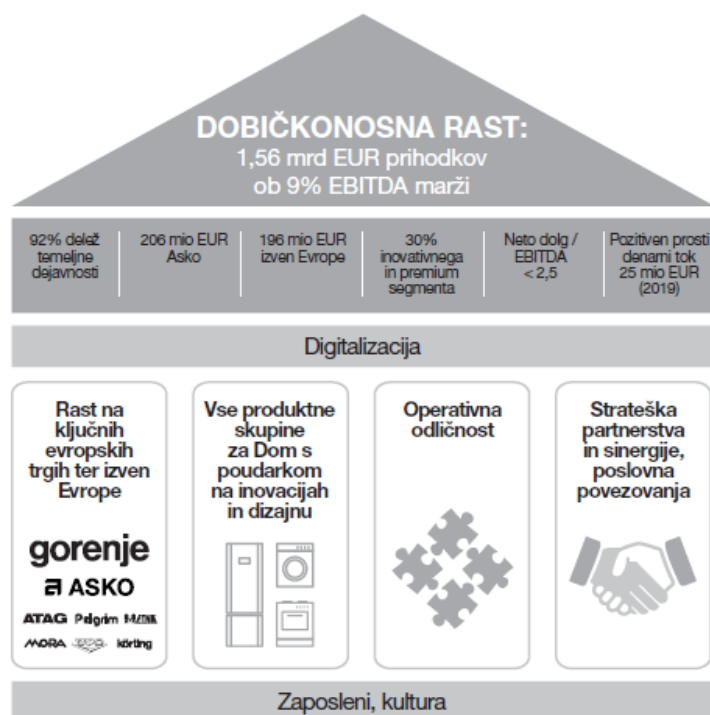 DOBIČKONOSNA RAST:
1,56 mrd EUR prihodkov
ob 9% EBITDA marži
92% delež
temeljne
dejavnosti
206 mio EUR
Asko
196 mio EUR
izven Evrope
30%
inovativnega
in premium
segmenta
Neto dolg /
EBITDA
< 2,5
Pozitiven prosti
denarni tok
25 mio EUR
(2019)
Digitalizacija
Rast na
ključnih
evropskih
trgih ter izven
Evrope
gorenje
ASKO
ATAG Pelgrim
MORA körting
Vse produktne
skupine
za Dom s
poudarkom
na inovacijah
in dizajnu
Operativna
odličnost
Strateška
partnerstva
in sinergije,
poslovna
povezovanja
Zaposleni, kultura